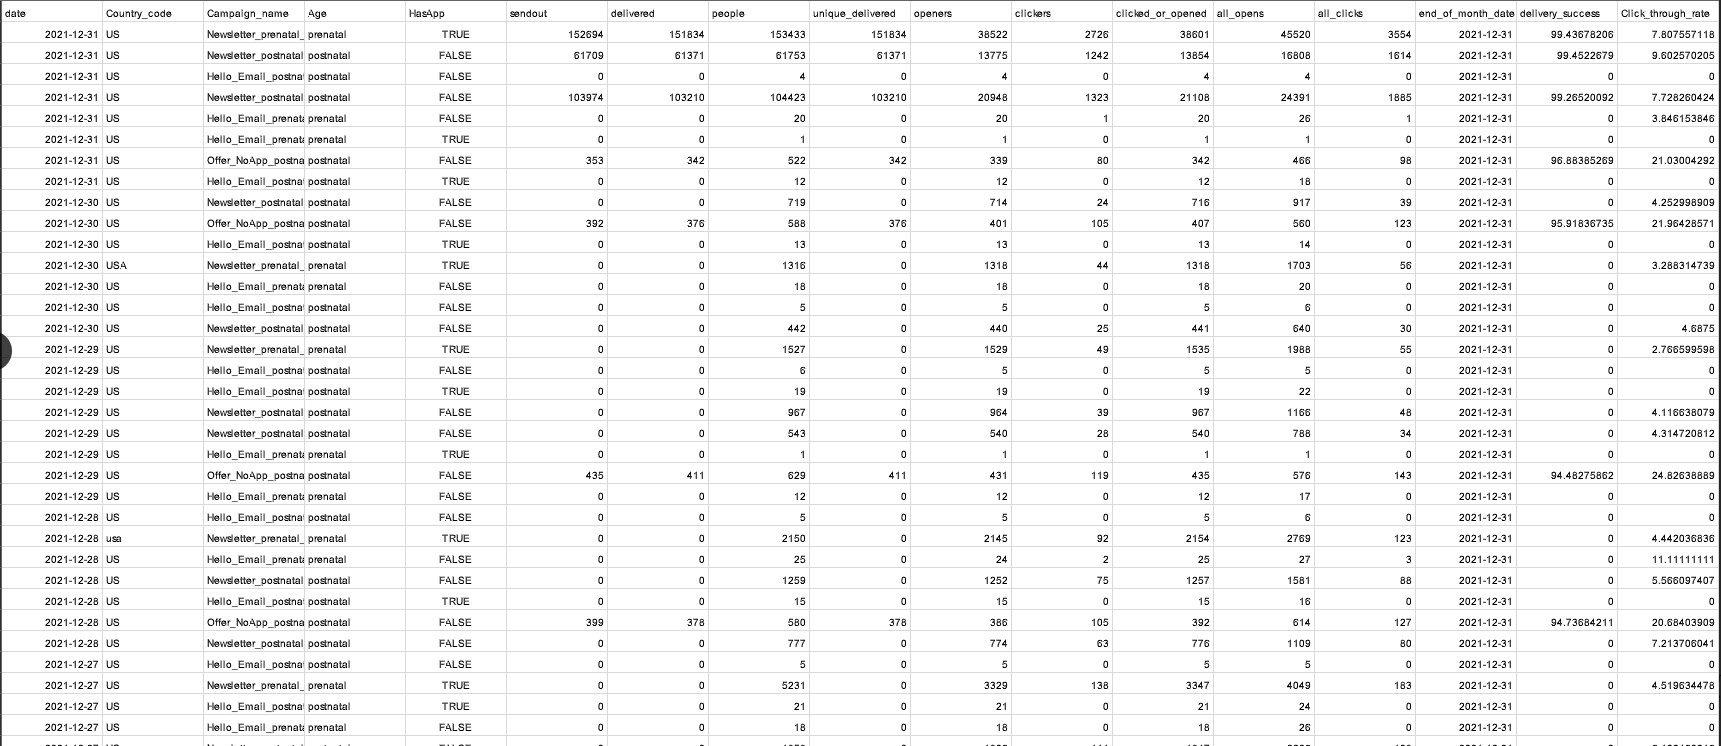 date Country_code Campaign_name Age HasApp sendout delivered people unique_delivered openers clickers clicked_or_opened all_opens all_clicks end_of_month_date delivery_success Click_through_rate
2021-12-31 US Newsletter_prenatal_ prenatal TRUE 152694 151834 153433 151834 38522 2726 38601 45520 3554 2021-12-31 99.43678206 7.807557118
2021-12-31 US Newsletter_postnatal postnatal FALSE 61709 61371 61753 61371 13775 1242 13854 16808 1614 2021-12-31 99.4522679 9.602570205
2021-12-31 US Hello_Email_postna postnatal FALSE 0 0 4 0 4 0 4 4 0 2021-12-31 0 0
2021-12-31 US Newsletter_postnatal postnatal FALSE 103974 103210 104423 103210 20948 1323 21108 24391 1885 2021-12-31 99.26520092 7.728260424
2021-12-31 US Hello_Email_prenata prenatal FALSE 0 0 20 0 20 1 20 26 1 2021-12-31 0 3.846153846
2021-12-31 US Hello_Email_prenata prenatal TRUE 0 0 1 0 1 0 1 1 0 2021-12-31 0 0
2021-12-31 US Offer_NoApp_postna postnatal FALSE 353 342 522 342 339 80 342 466 98 2021-12-31 96.88385269 21.03004292
2021-12-31 US Hello_Email_postna postnatal TRUE 0 0 12 0 12 0 12 18 0 2021-12-31 0 0
2021-12-30 US Newsletter_postnatal postnatal FALSE 0 0 719 0 714 24 716 917 39 2021-12-31 0 4.252998909
2021-12-30 US Offer_NoApp_postna postnatal FALSE 392 376 588 376 401 105 407 560 123 2021-12-31 95.91836735 21.96428571
2021-12-30 US Hello_Email_postna postnatal TRUE 0 0 13 0 13 0 13 14 0 2021-12-31 0 0
2021-12-30 USA Newsletter_prenatal_ prenatal TRUE 0 0 1316 0 1318 44 1318 1703 56 2021-12-31 0 3.288314739
2021-12-30 US Hello_Email_prenata prenatal FALSE 0 0 18 0 18 0 18 20 0 2021-12-31 0 0
2021-12-30 US Hello_Email_postna postnatal FALSE 0 0 5 0 5 0 5 6 0 2021-12-31 0 0
2021-12-30 US Newsletter_postnatal postnatal FALSE 0 0 442 0 440 25 441 640 30 2021-12-31 0 4.6875
2021-12-29 US Newsletter_prenatal_ prenatal TRUE 0 0 1527 0 1529 49 1535 1988 55 2021-12-31 0 2.766599598
2021-12-29 US Hello_Email_postna postnatal FALSE 0 0 6 0 5 0 5 5 0 2021-12-31 0 0
2021-12-29 US Hello_Email_postna postnatal TRUE 0 0 19 0 19 0 19 22 0 2021-12-31 0 0
2021-12-29 US Newsletter_postnatal postnatal FALSE 0 0 967 0 964 39 967 1166 48 2021-12-31 0 4.116638079
2021-12-29 US Newsletter_postnatal postnatal FALSE 0 0 543 0 540 28 540 788 34 2021-12-31 0 4.314720812
2021-12-29 US Hello_Email_prenata prenatal TRUE 0 0 1 0 1 0 1 1 0 2021-12-31 0 0
2021-12-29 US Offer_NoApp_postna postnatal FALSE 435 411 629 411 431 119 435 576 143 2021-12-31 94.48275862 24.82638889
2021-12-29 US Hello_Email_prenata prenatal FALSE 0 0 12 0 12 0 12 17 0 2021-12-31 0 0
2021-12-28 US Hello_Email_postna postnatal FALSE 0 0 5 0 5 0 5 6 0 2021-12-31 0 0
2021-12-28 usa Newsletter_prenatal_ prenatal TRUE 0 0 2150 0 2145 92 2154 2769 123 2021-12-31 0 4.442036836
2021-12-28 US Hello_Email_prenata prenatal FALSE 0 0 25 0 24 2 25 27 3 2021-12-31 0 11.11111111
2021-12-28 US Newsletter_postnatal postnatal FALSE 0 0 1259 0 1252 75 1257 1581 88 2021-12-31 0 5.566097407
2021-12-28 US Hello_Email_postna postnatal TRUE 0 0 15 0 15 0 15 16 0 2021-12-31 0 0
2021-12-28 US Offer_NoApp_postna postnatal FALSE 399 378 580 378 386 105 392 614 127 2021-12-31 94.73684211 20.68403909
2021-12-28 US Newsletter_postnatal postnatal FALSE 0 0 777 0 774 63 776 1109 80 2021-12-31 0 7.213706041
2021-12-27 US Hello_Email_postna postnatal FALSE 0 0 5 0 5 0 5 5 0 2021-12-31 0 0
2021-12-27 US Newsletter_prenatal_ prenatal TRUE 0 0 5231 0 3329 138 3347 4049 183 2021-12-31 0 4.519634478
2021-12-27 US Hello_Email_postna postnatal TRUE 0 0 21 0 21 0 21 24 0 2021-12-31 0 0
2021-12-27 US Hello_Email_prenata prenatal FALSE 0 0 18 0 18 0 18 26 0 2021-12-31 0 0